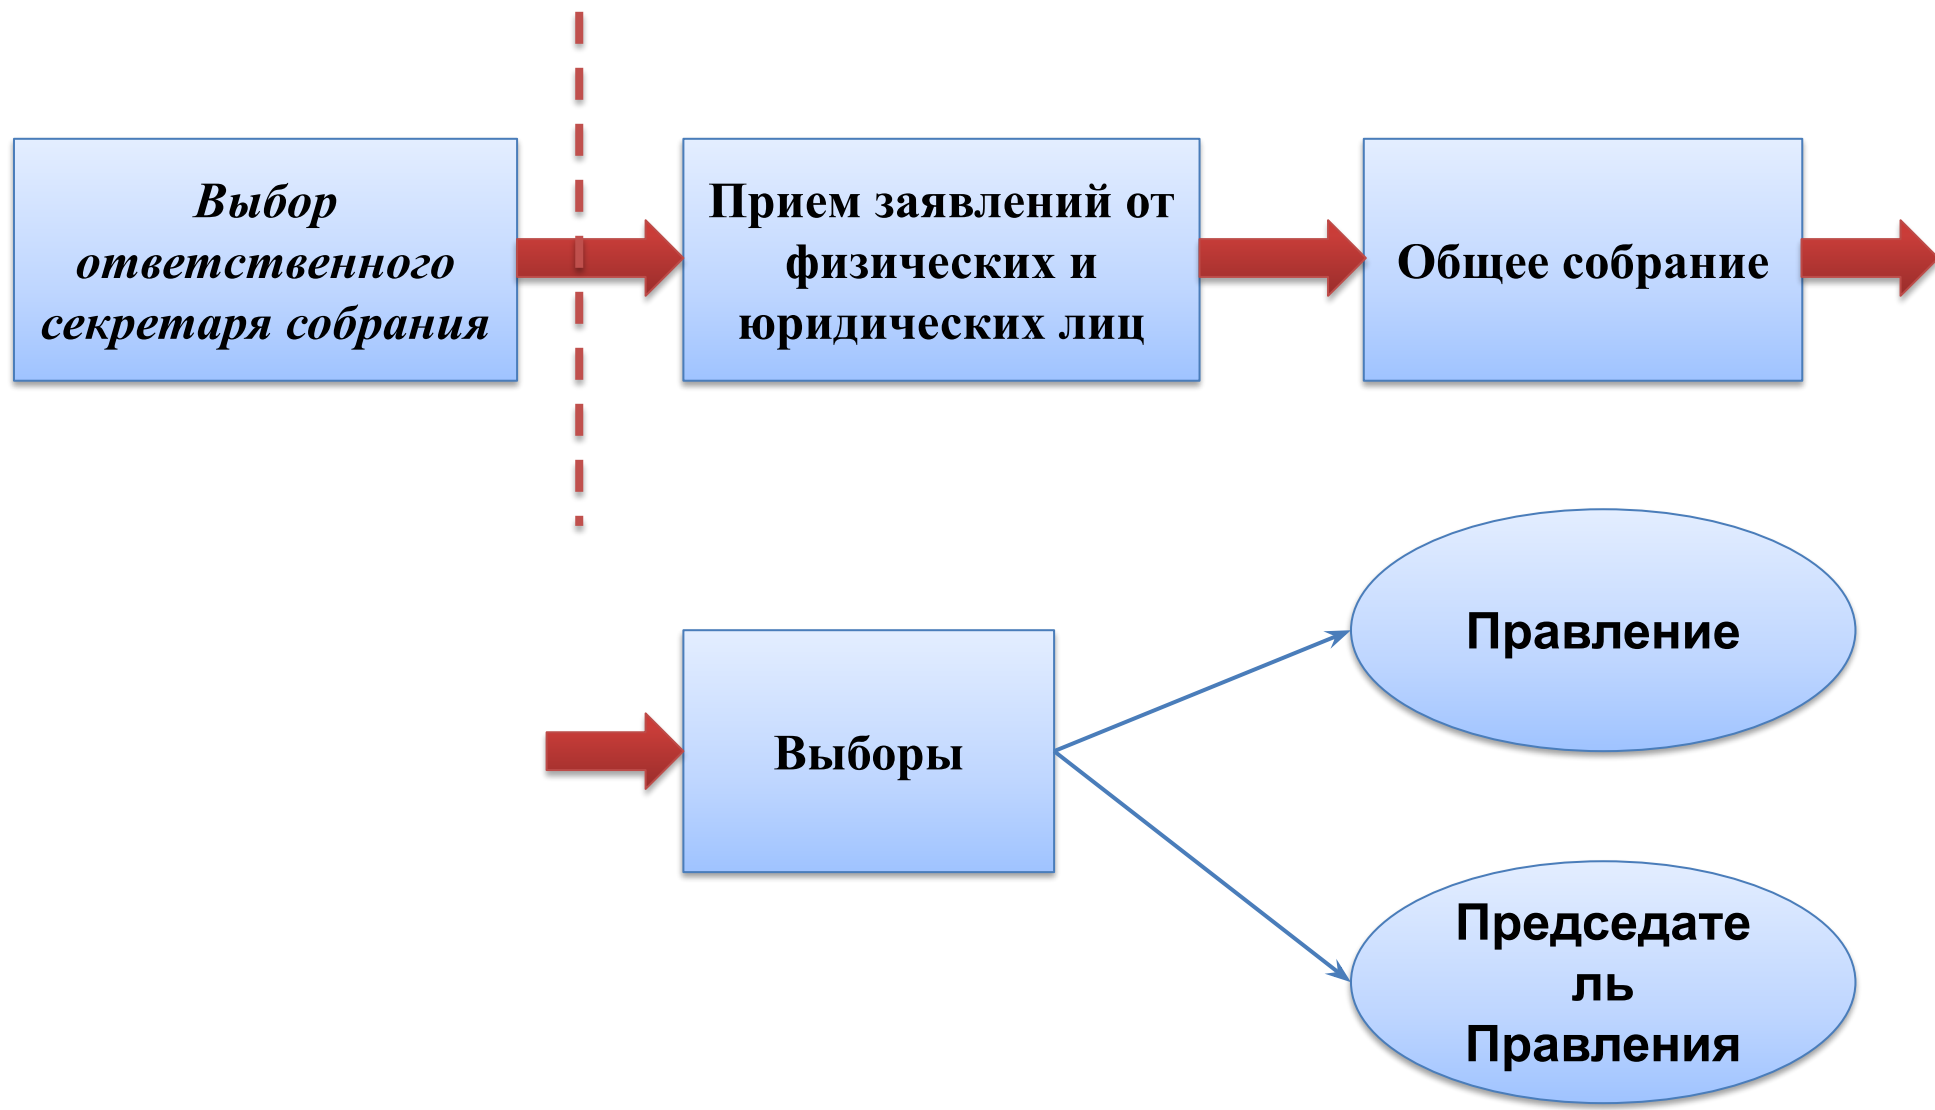 Выбор
ответственного
секретаря собрания
Прием заявлений от
физических и
юридических лиц
Общее собрание
Выборы
Правление
Председате
ль
Правления